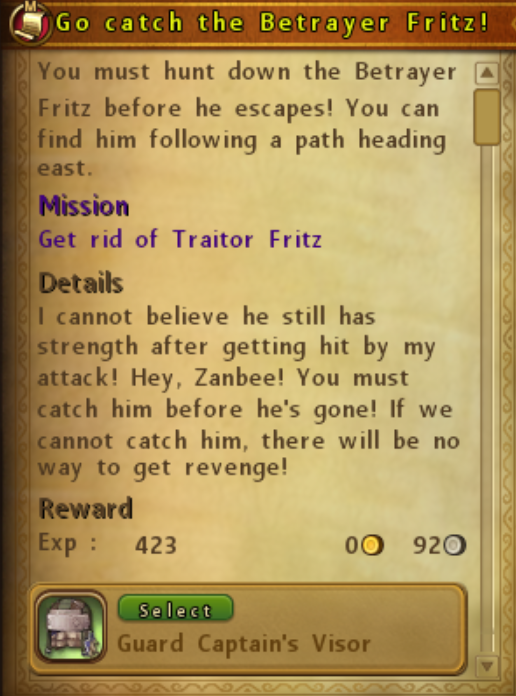 M
Go catch the Betrayer Fritz!
You must hunt down the Betrayer
Fritz before he escapes! You can
find him following a path heading
east.
Mission
Get rid of Traitor Fritz
Details
I cannot believe he still has
strength after getting hit by my
attack! Hey, Zanbee! You must
catch him before he's gone! If we
cannot catch him, there will be no
way to get revenge!
Reward
Exp : 423 0 92
Select
Guard Captain's Visor